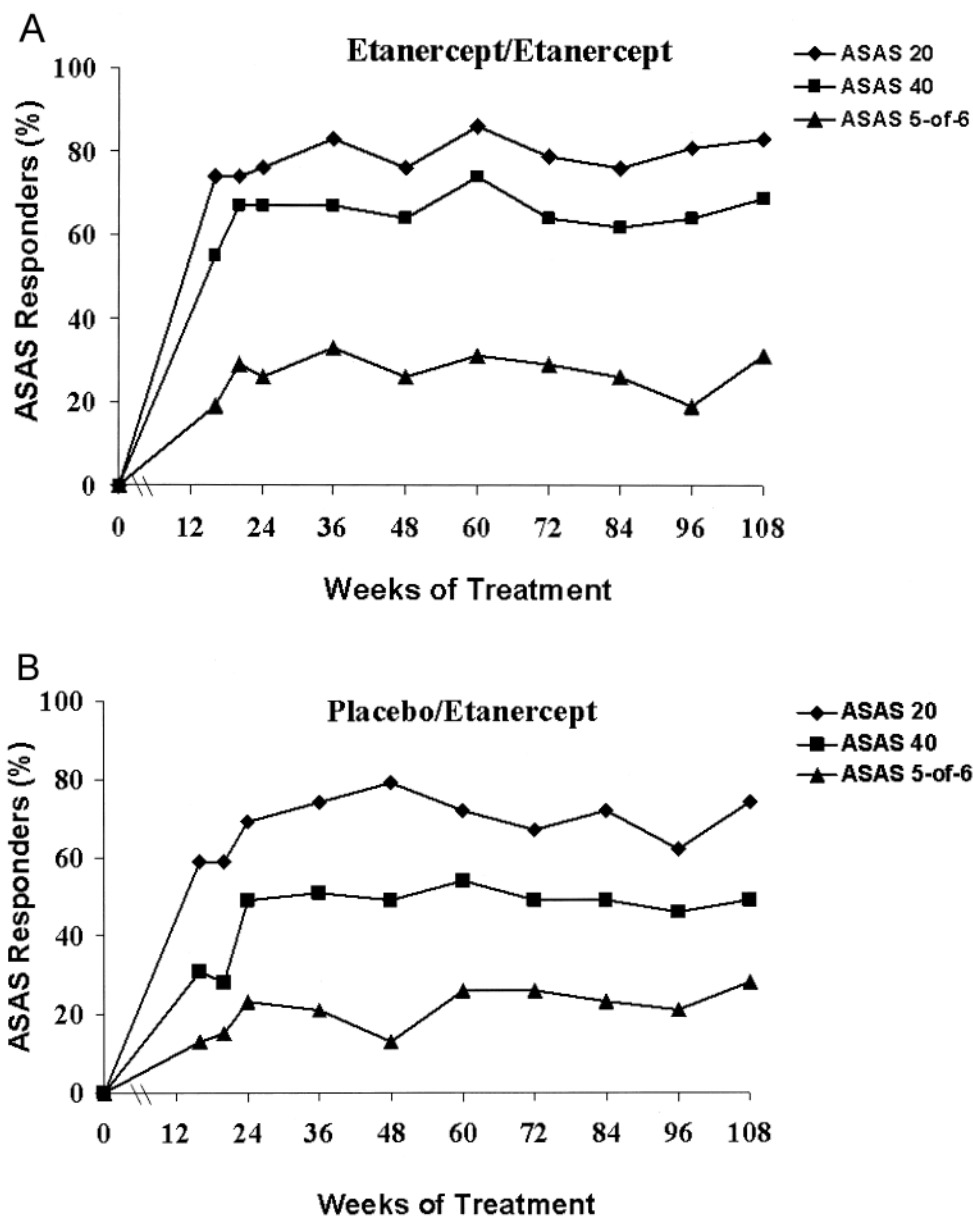 A
Etanercept/Etanercept
ASAS 20
ASAS 40
ASAS 5-of-6
ASAS Responders (%)
100
80
60
40
20
0
0 12 24 36 48 60 72 84 96 108
Weeks of Treatment
B
Placebo/Etanercept
ASAS 20
ASAS 40
ASAS 5-of-6
ASAS Responders (%)
100
80
60
40
20
0
0 12 24 36 48 60 72 84 96 108
Weeks of Treatment